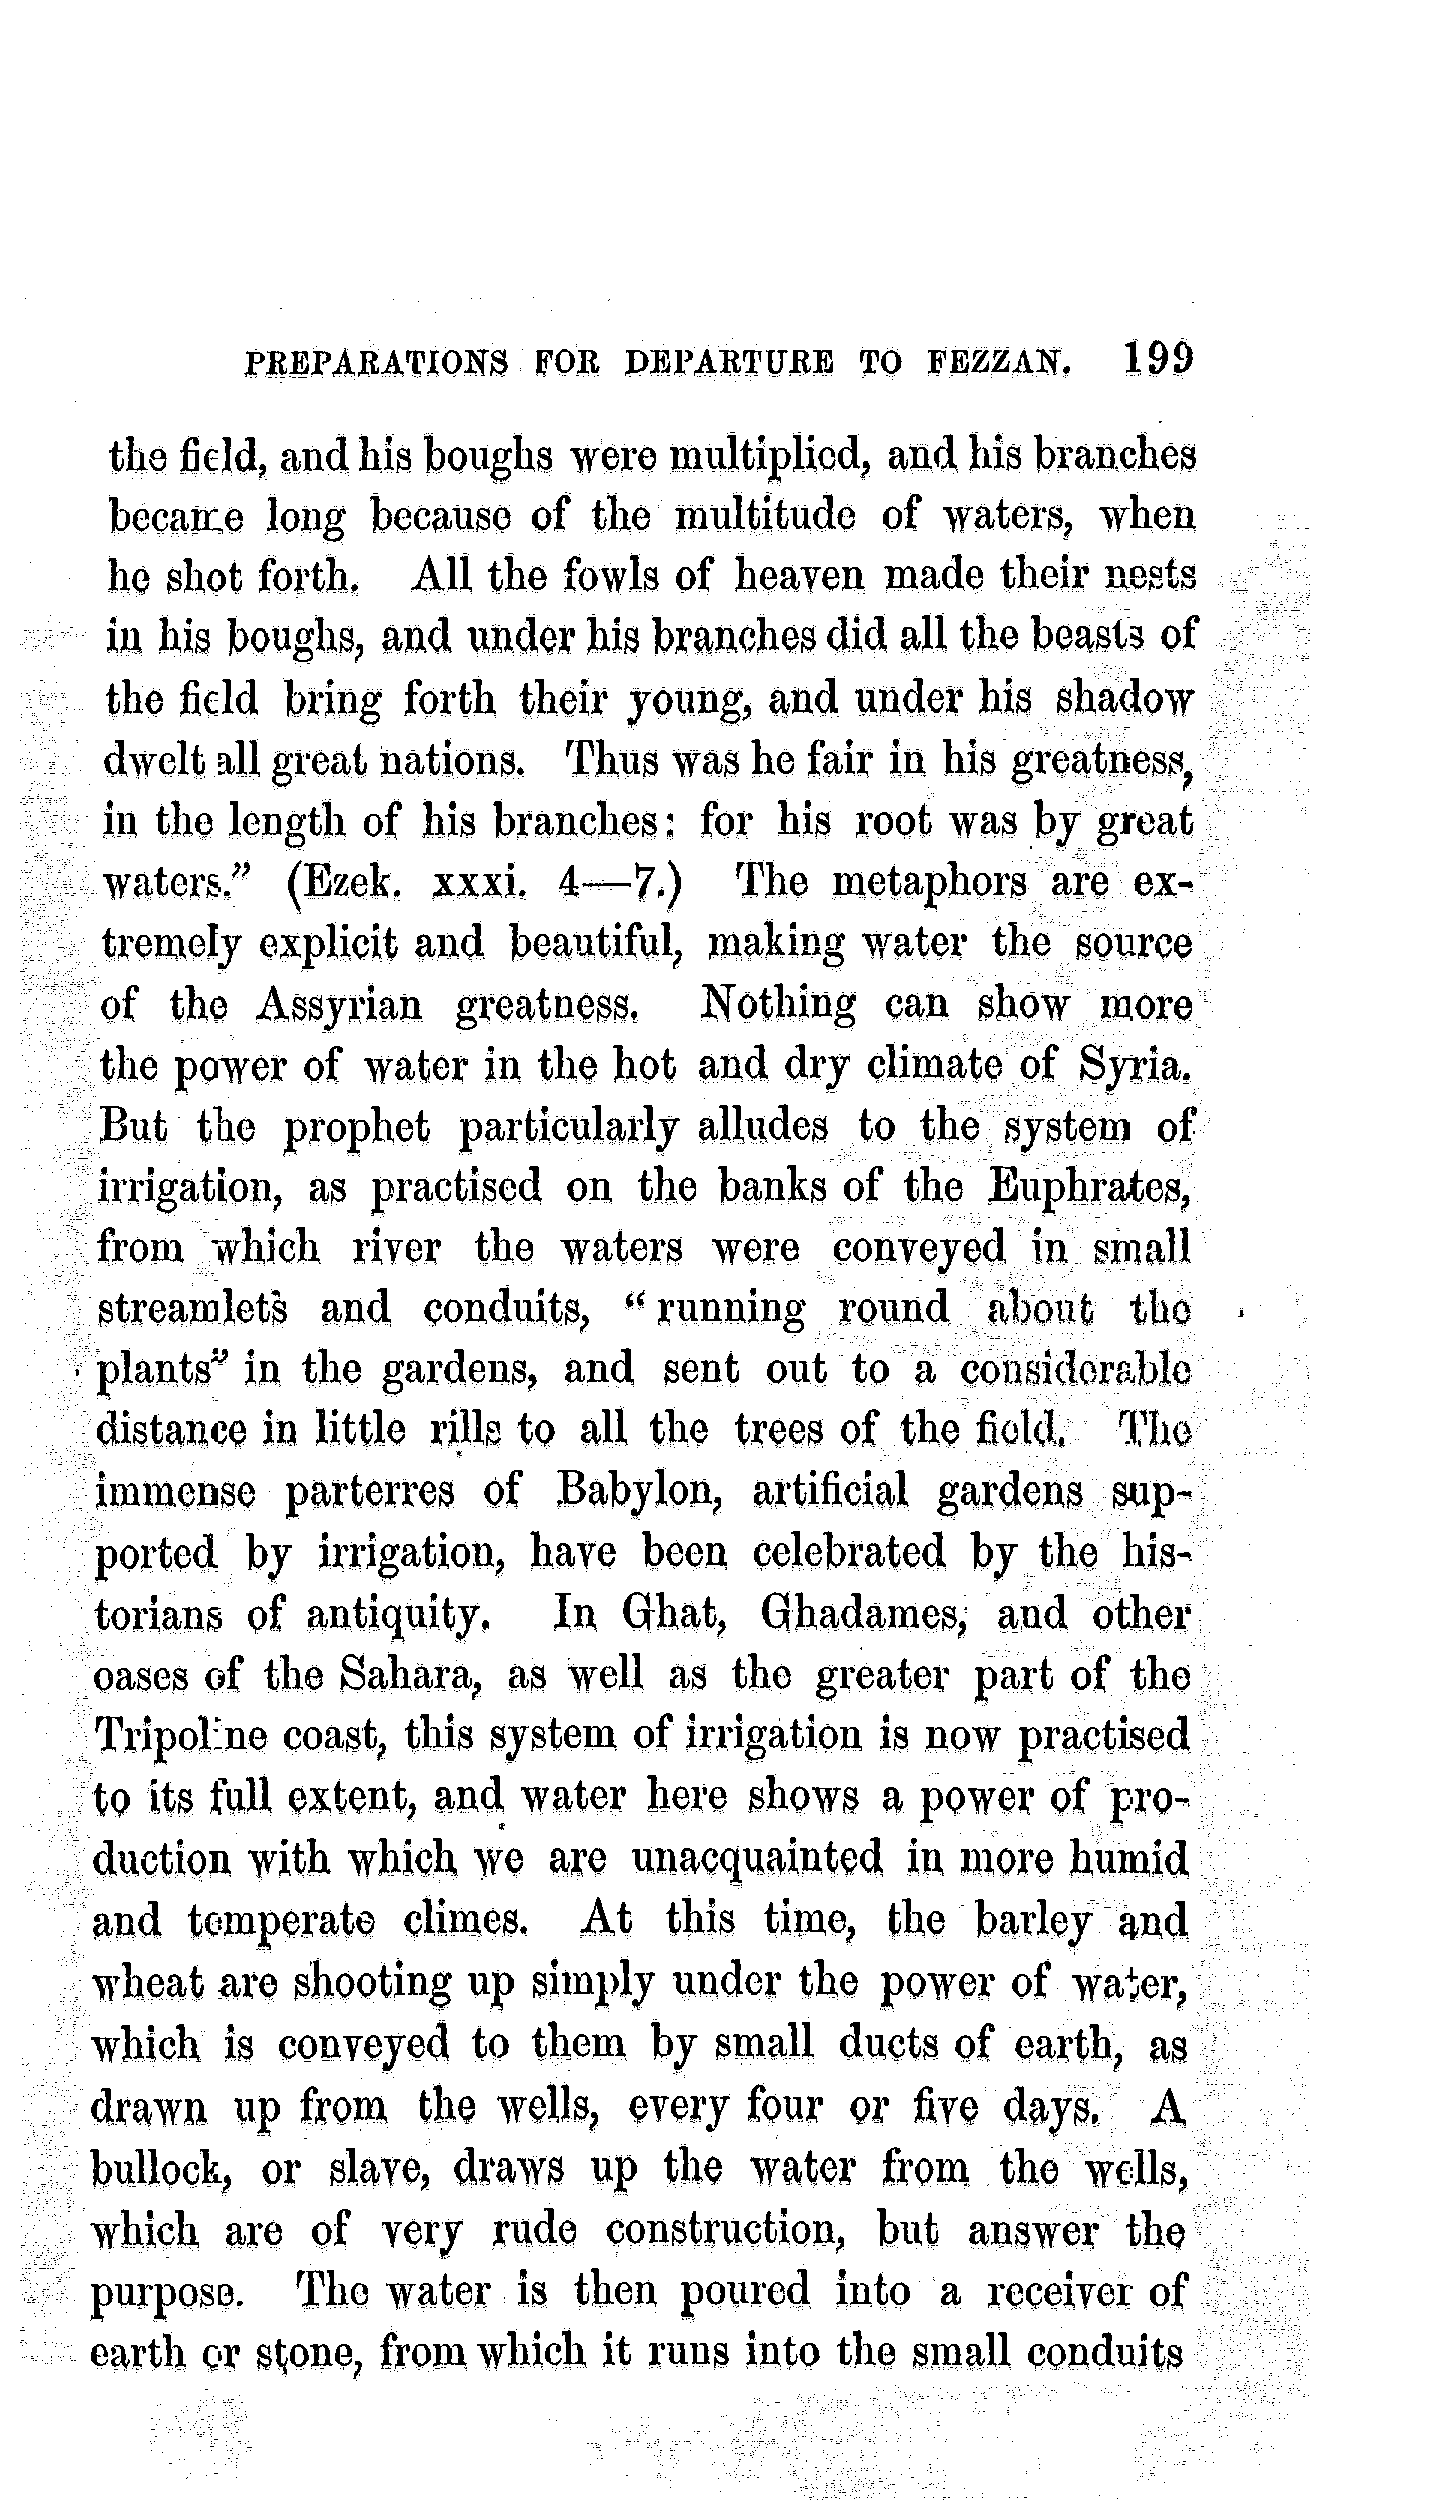 PREPARATIONS FOR DEPARTURE TO FEZZAN. 199
the field, and his boughs were multiplied, and his branches
became long because of the multitude of waters, when
he shot forth. All the fowls of heaven made their nests
in his boughs, and under his branches did all the beasts of
the field bring forth their young, and under his shadow
dwelt all great nations. Thus was he fair in his greatness,
in the length of his branches: for his root was by great
waters." (Ezek. xxxi. 4—7.) The metaphors are ex-
tremely explicit and beautiful, making water the source
of the Assyrian greatness. Nothing can show more
the power of water in the hot and dry climate of Syria.
But the prophet particularly alludes to the system of
irrigation, as practised on the banks of the Euphrates,
from which river the waters were conveyed in small
streamlets and conduits, "running round about the
plants" in the gardens, and sent out to a considerable
distance in little rills to all the trees of the field. The
immense parterres of Babylon, artificial gardens sup-
ported by irrigation, have been celebrated by the his-
torians of antiquity. In Ghat, Ghadames, and other
oases of the Sahara, as well as the greater part of the
Tripoline coast, this system of irrigation is now practised
to its full extent, and water here shows a power of pro-
duction with which we are unacquainted in more humid
and temperate climes. At this time, the barley and
wheat are shooting up simply under the power of water,
which is conveyed to them by small ducts of earth, as
drawn up from the wells, every four or five days. A
bullock, or slave, draws up the water from the wells,
which are of very rude construction, but answer the
purpose. The water is then poured into a receiver of
earth or stone, from which it runs into the small conduits